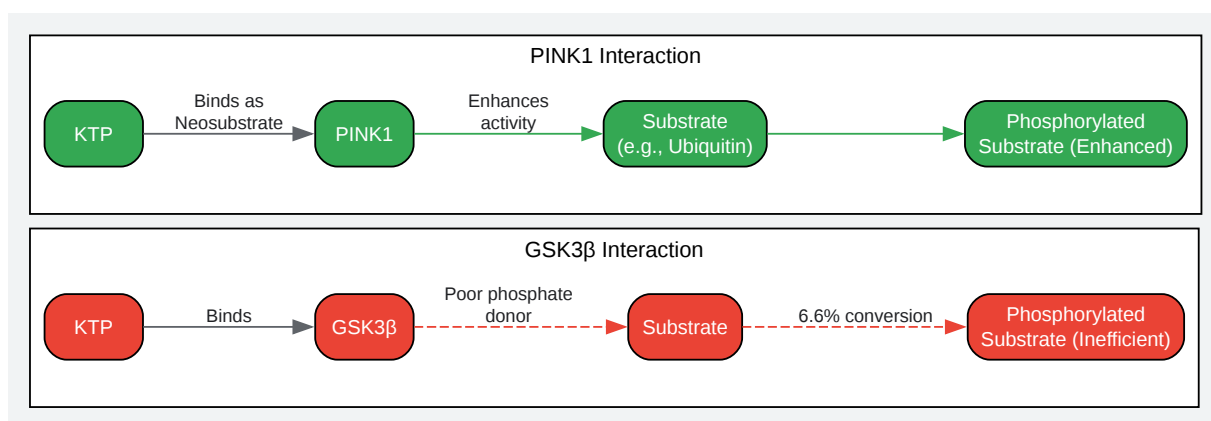 PINK1 Interaction
KTP
Binds as
Neosubstrate
PINK1
Enhances
activity
Substrate
(e.g., Ubiquitin)
Phosphorylated
Substrate (Enhanced)
GSK3β Interaction
KTP
Binds
GSK3β
Poor phosphate
donor
Substrate
6.6% conversion
Phosphorylated
Substrate (Inefficient)